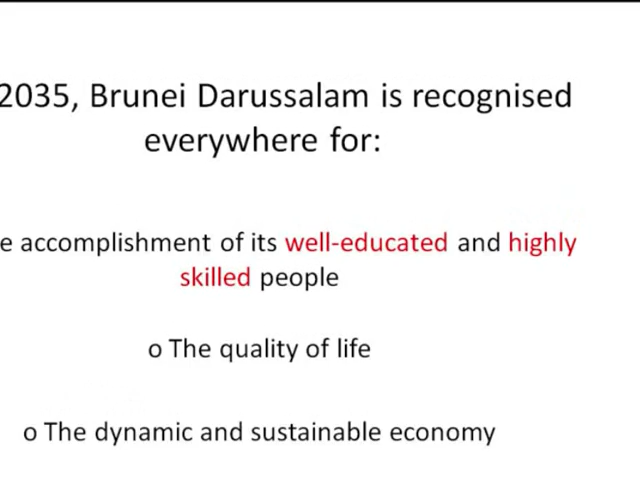 2035, Brunei Darussalam is recognised
everywhere for:
e accomplishment of its well-educated and highly
skilled people
o The quality of life
o The dynamic and sustainable economy